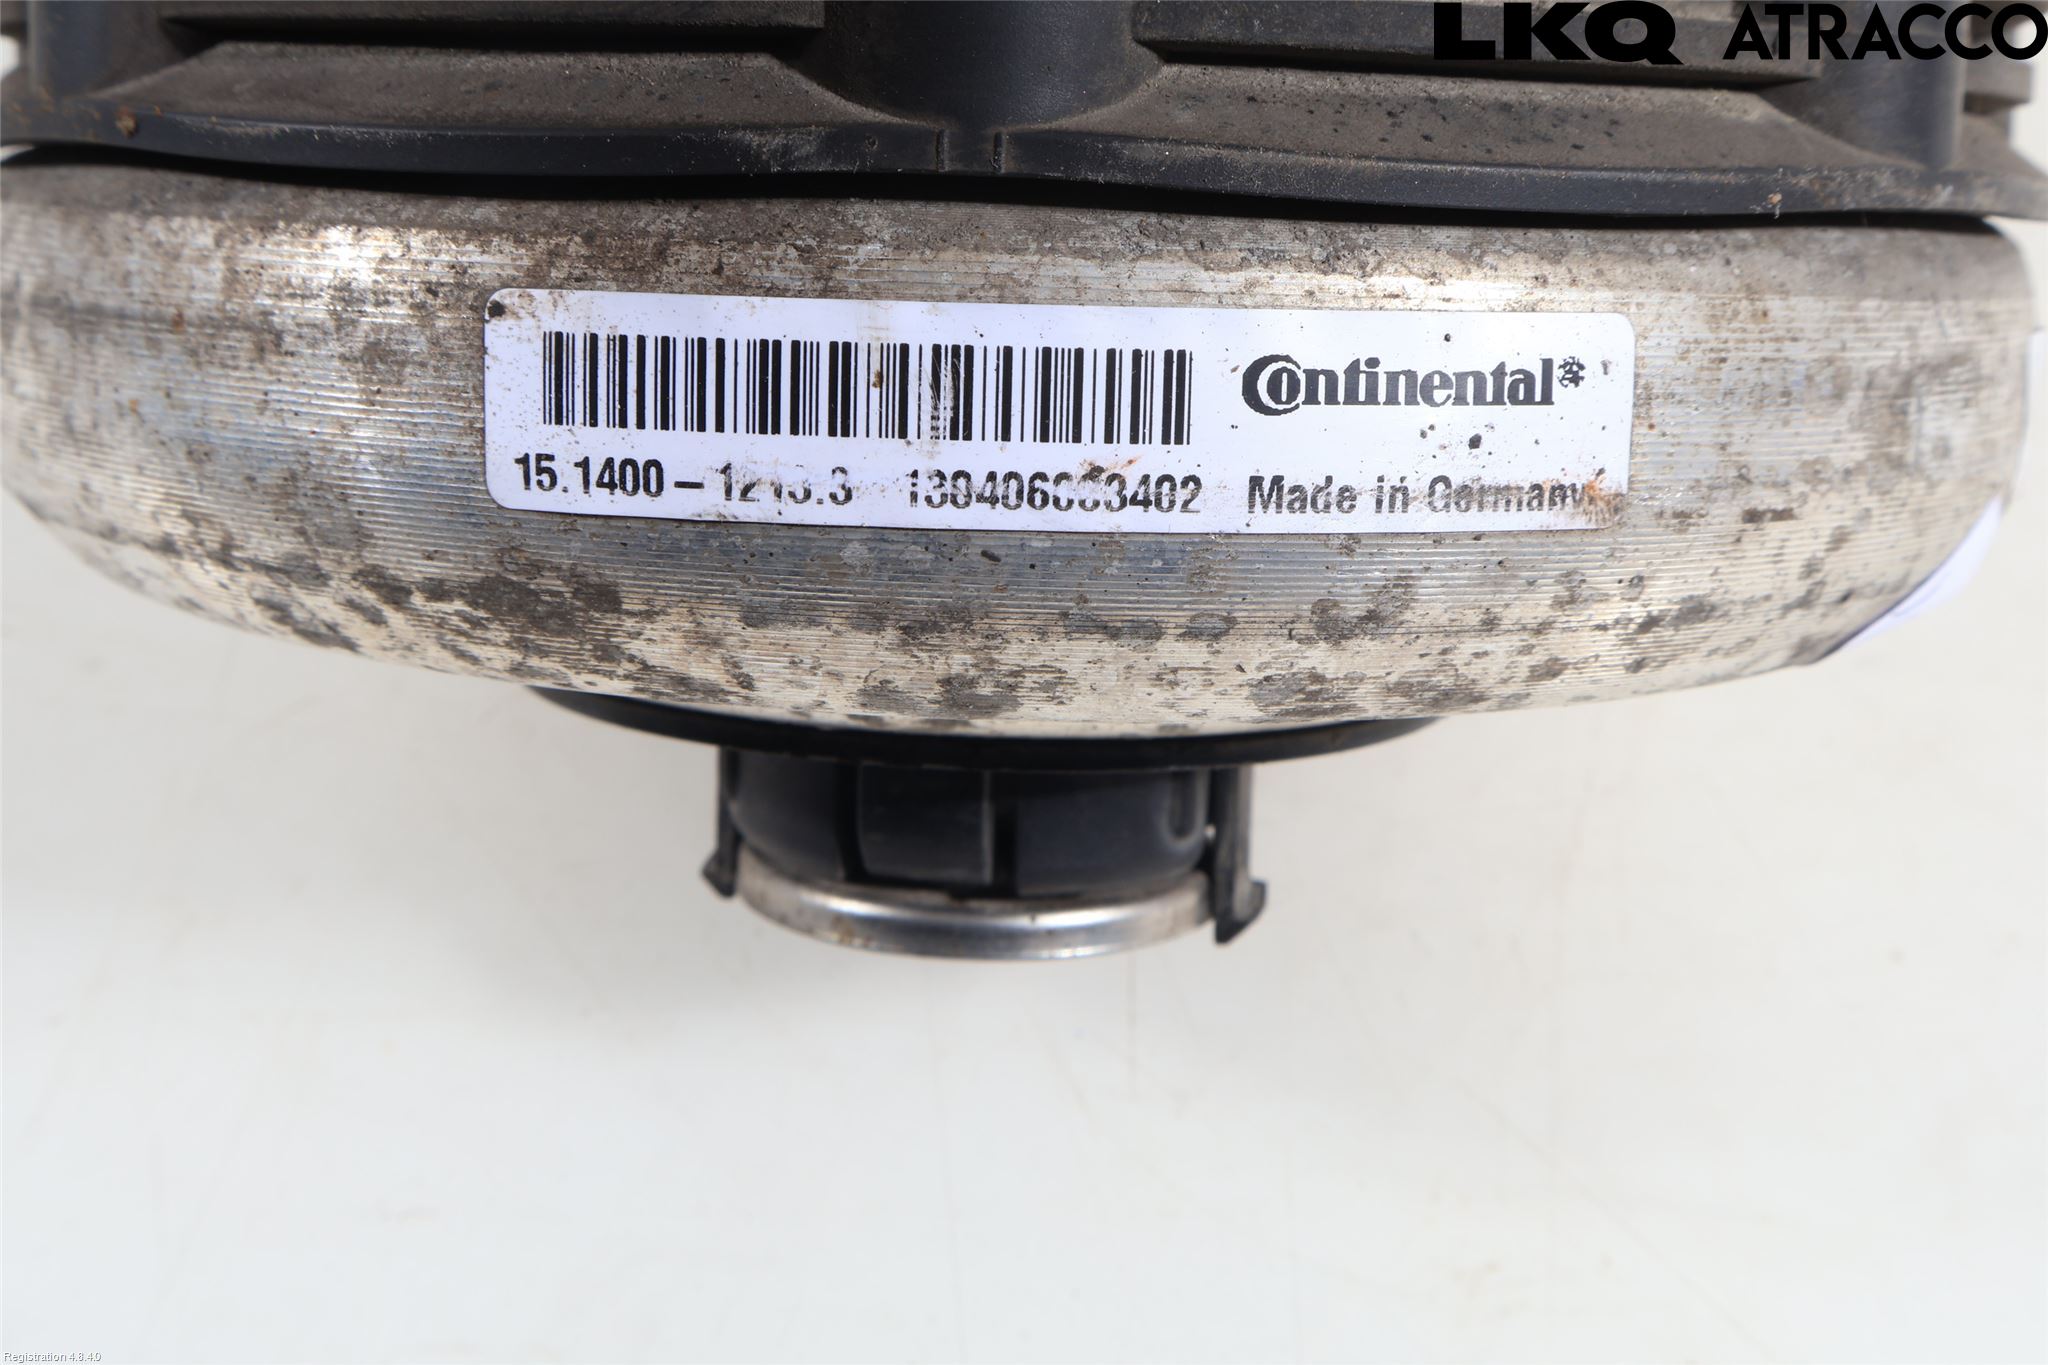 LKQ ATRACCO
Continental
15.1400 –
Made in Germany
Registration 4.8.4.0